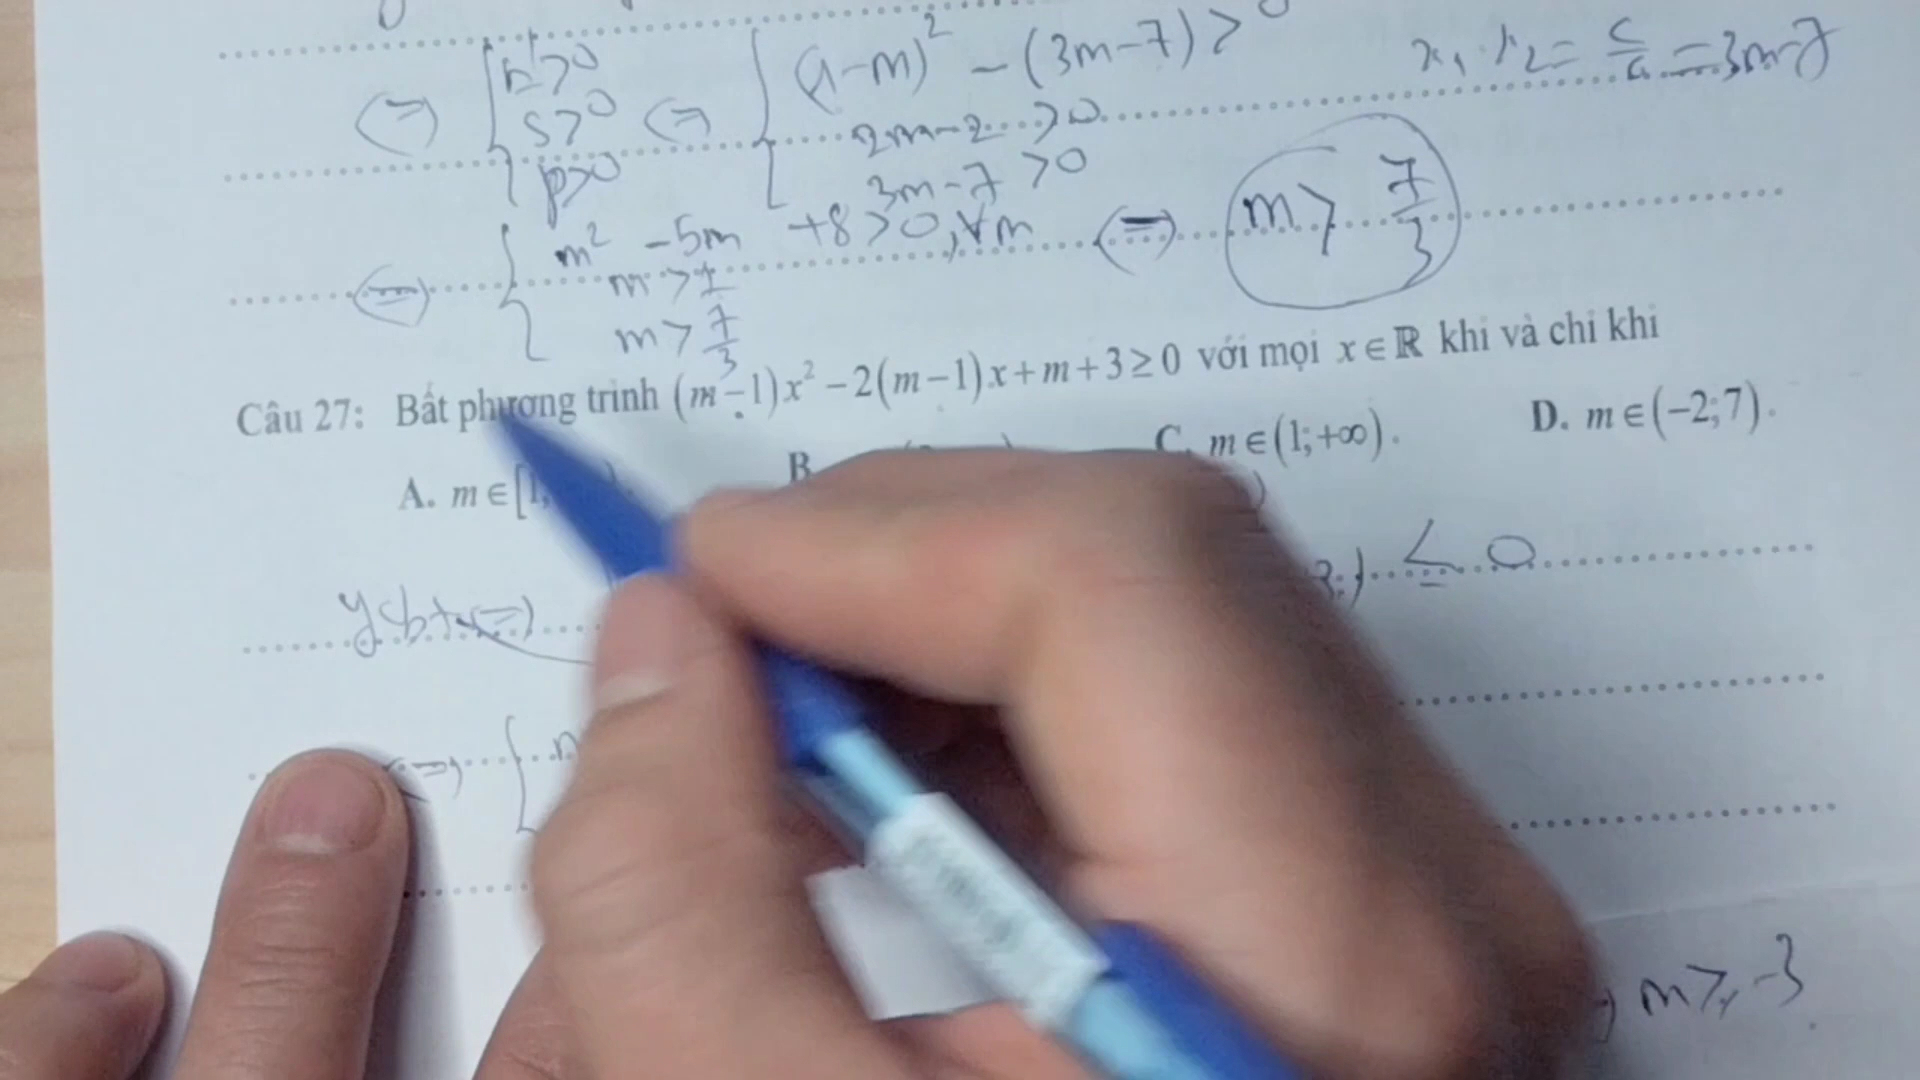 ⇔ { Δ' > 0 ⇔ { (1-m)² - (3m-7) > 0 x₁.x₂ = c/a = 3m-7
S > 0 2m-2 > 0
P > 0 3m-7 > 0
⇔ { m² - 5m + 8 > 0, ∀m ⇔ m > 7/3
m > 1
m > 7/3
Câu 27: Bất phương trình (m-1)x² - 2(m-1)x + m + 3 ≥ 0 với mọi x ∈ ℝ khi và chỉ khi
A. m ∈ [1; B. C. m ∈ (1;+∞). D. m ∈ (-2;7).
ycbt ⇔ ≤ 0
⇔ {
m ≥ -3